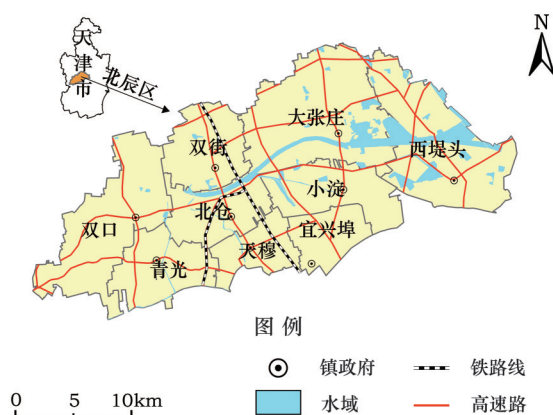 天津市
北辰区
N
大张庄
双街
西堤头
小淀
北仓
双口
宜兴埠
天穆
青光
图例
镇政府
铁路线
水域
高速路
0 5 10km